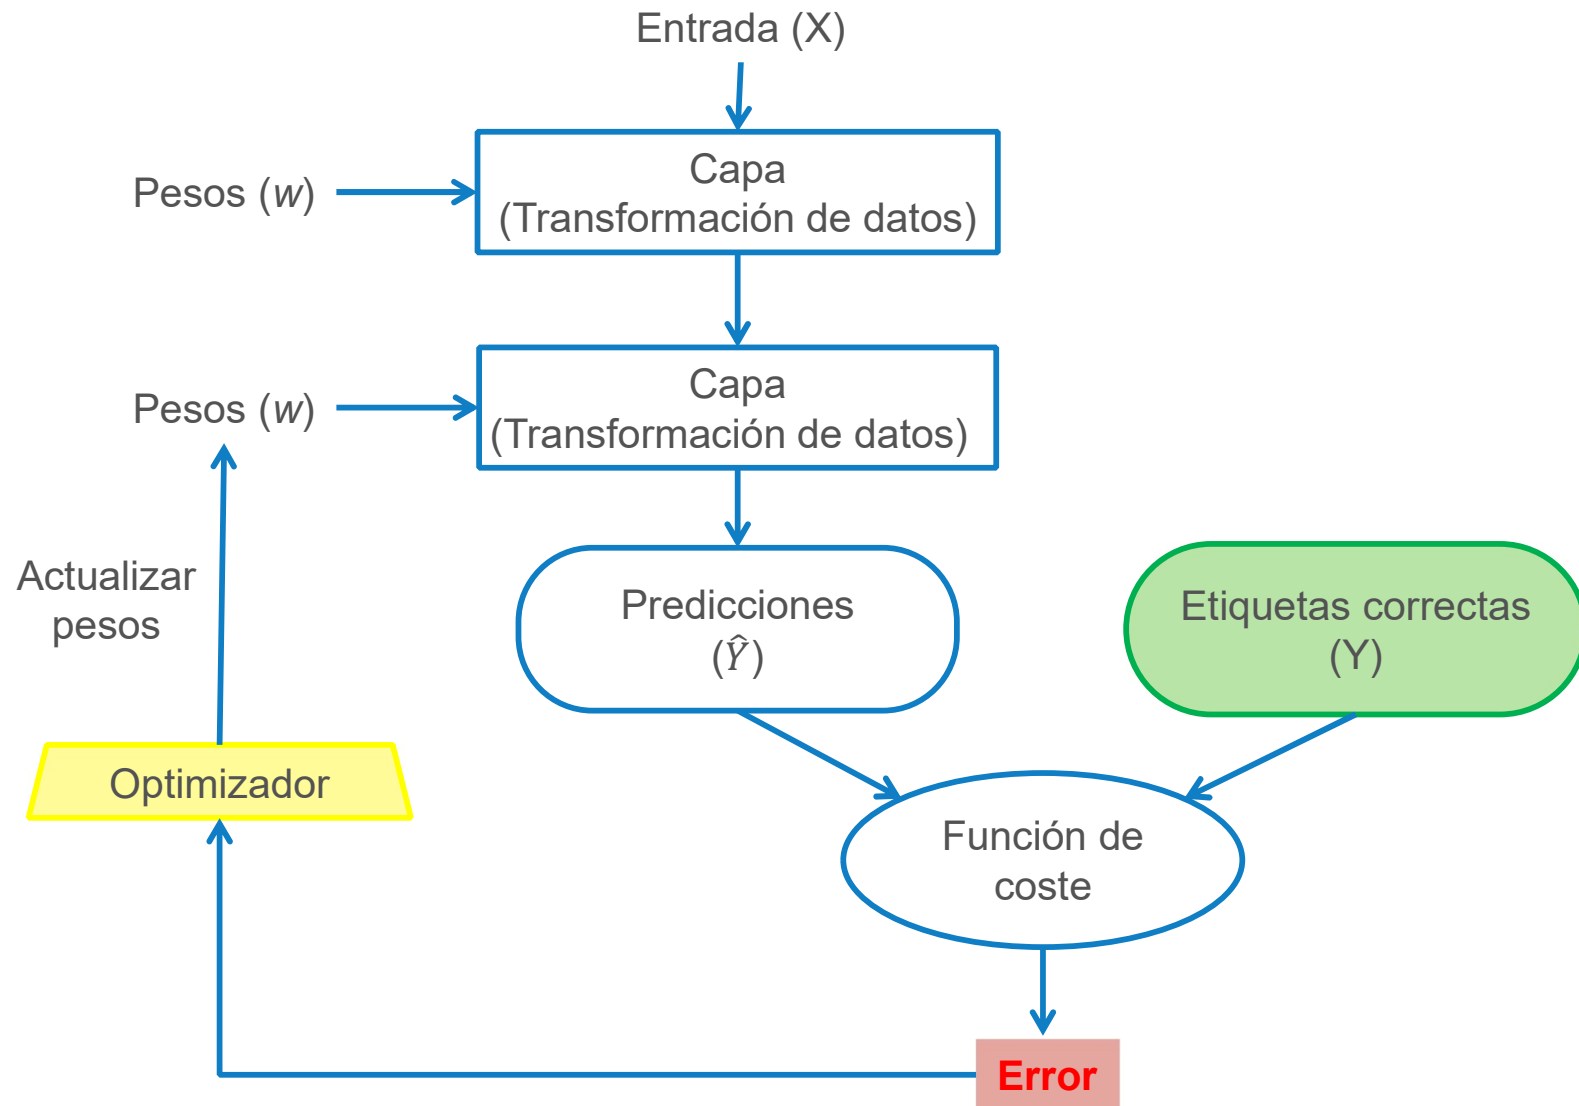 Entrada (X)
Pesos (w)
Capa
(Transformación de datos)
Pesos (w)
Capa
(Transformación de datos)
Actualizar
pesos
Predicciones
(Ŷ)
Etiquetas correctas
(Y)
Optimizador
Función de
coste
Error